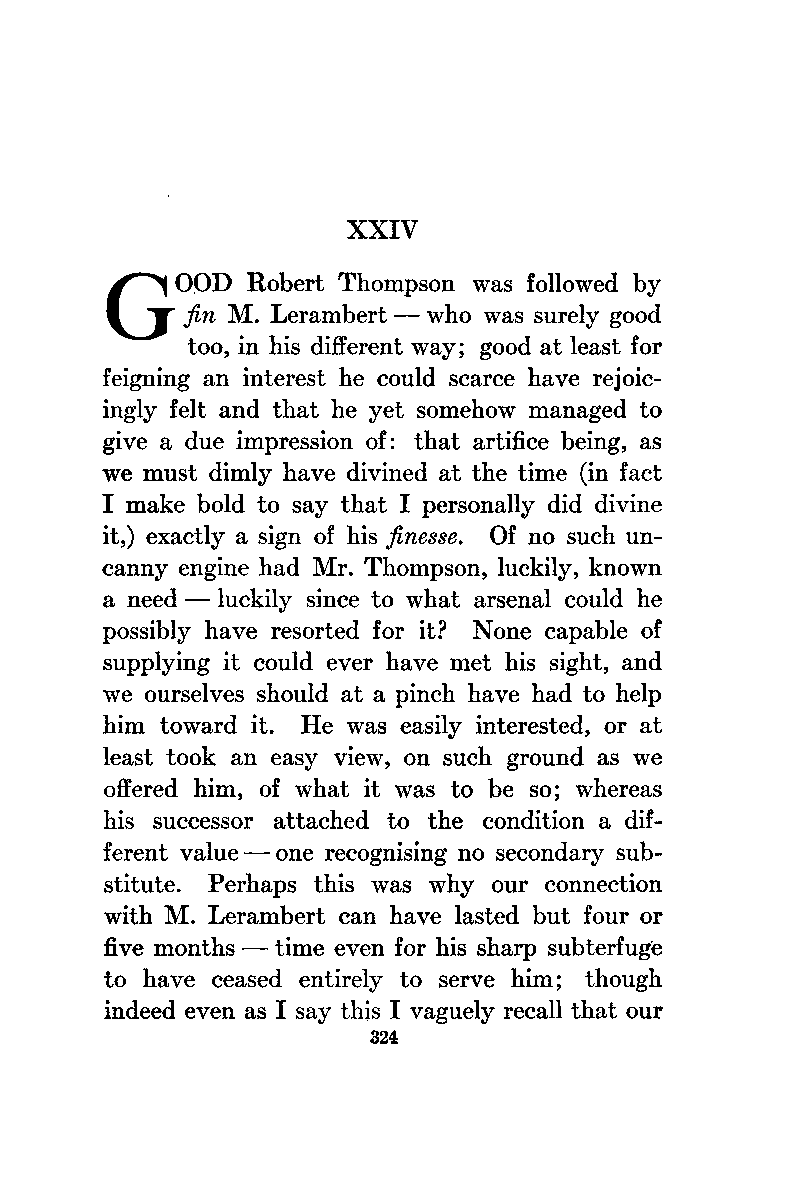 XXIV
GOOD Robert Thompson was followed by
fin M. Lerambert — who was surely good
too, in his different way; good at least for
feigning an interest he could scarce have rejoic-
ingly felt and that he yet somehow managed to
give a due impression of: that artifice being, as
we must dimly have divined at the time (in fact
I make bold to say that I personally did divine
it,) exactly a sign of his finesse. Of no such un-
canny engine had Mr. Thompson, luckily, known
a need — luckily since to what arsenal could he
possibly have resorted for it? None capable of
supplying it could ever have met his sight, and
we ourselves should at a pinch have had to help
him toward it. He was easily interested, or at
least took an easy view, on such ground as we
offered him, of what it was to be so; whereas
his successor attached to the condition a dif-
ferent value — one recognising no secondary sub-
stitute. Perhaps this was why our connection
with M. Lerambert can have lasted but four or
five months — time even for his sharp subterfuge
to have ceased entirely to serve him; though
indeed even as I say this I vaguely recall that our
324